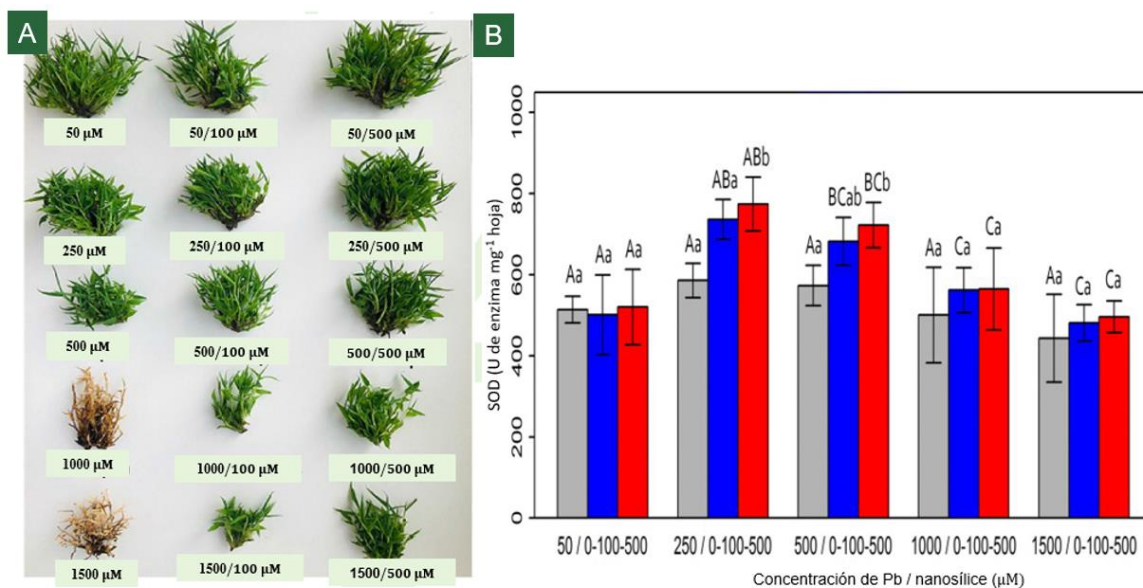 A
50 μM
50/100 μM
50/500 μM
250 μM
250/100 μM
250/500 μM
500 μM
500/100 μM
500/500 μM
1000 μM
1000/100 μM
1000/500 μM
1500 μM
1500/100 μM
1500/500 μM
B
SOD (U de enzima mg⁻¹ hoja)
1000
800
600
400
200
0
Aa
Aa
Aa
Aa
ABa
ABb
Aa
BCab
BCb
Aa
Ca
Ca
Aa
Ca
Ca
50 / 0-100-500
250 / 0-100-500
500 / 0-100-500
1000 / 0-100-500
1500 / 0-100-500
Concentración de Pb / nanosílice (μM)